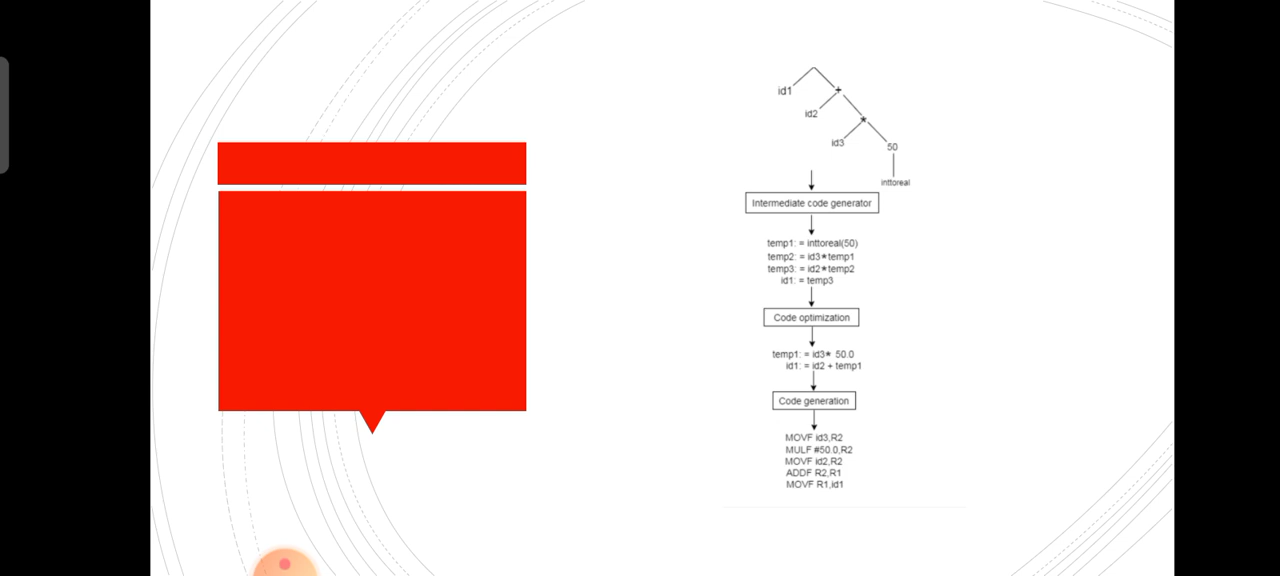 id1
+
id2
*
id3
50
inttoreal
Intermediate code generator
temp1: = inttoreal(50)
temp2: = id3*temp1
temp3: = id2*temp2
id1: = temp3
Code optimization
temp1: = id3* 50.0
id1: = id2 + temp1
Code generation
MOVF id3,R2
MULF #50.0,R2
MOVF id2,R2
ADDF R2,R1
MOVF R1,id1